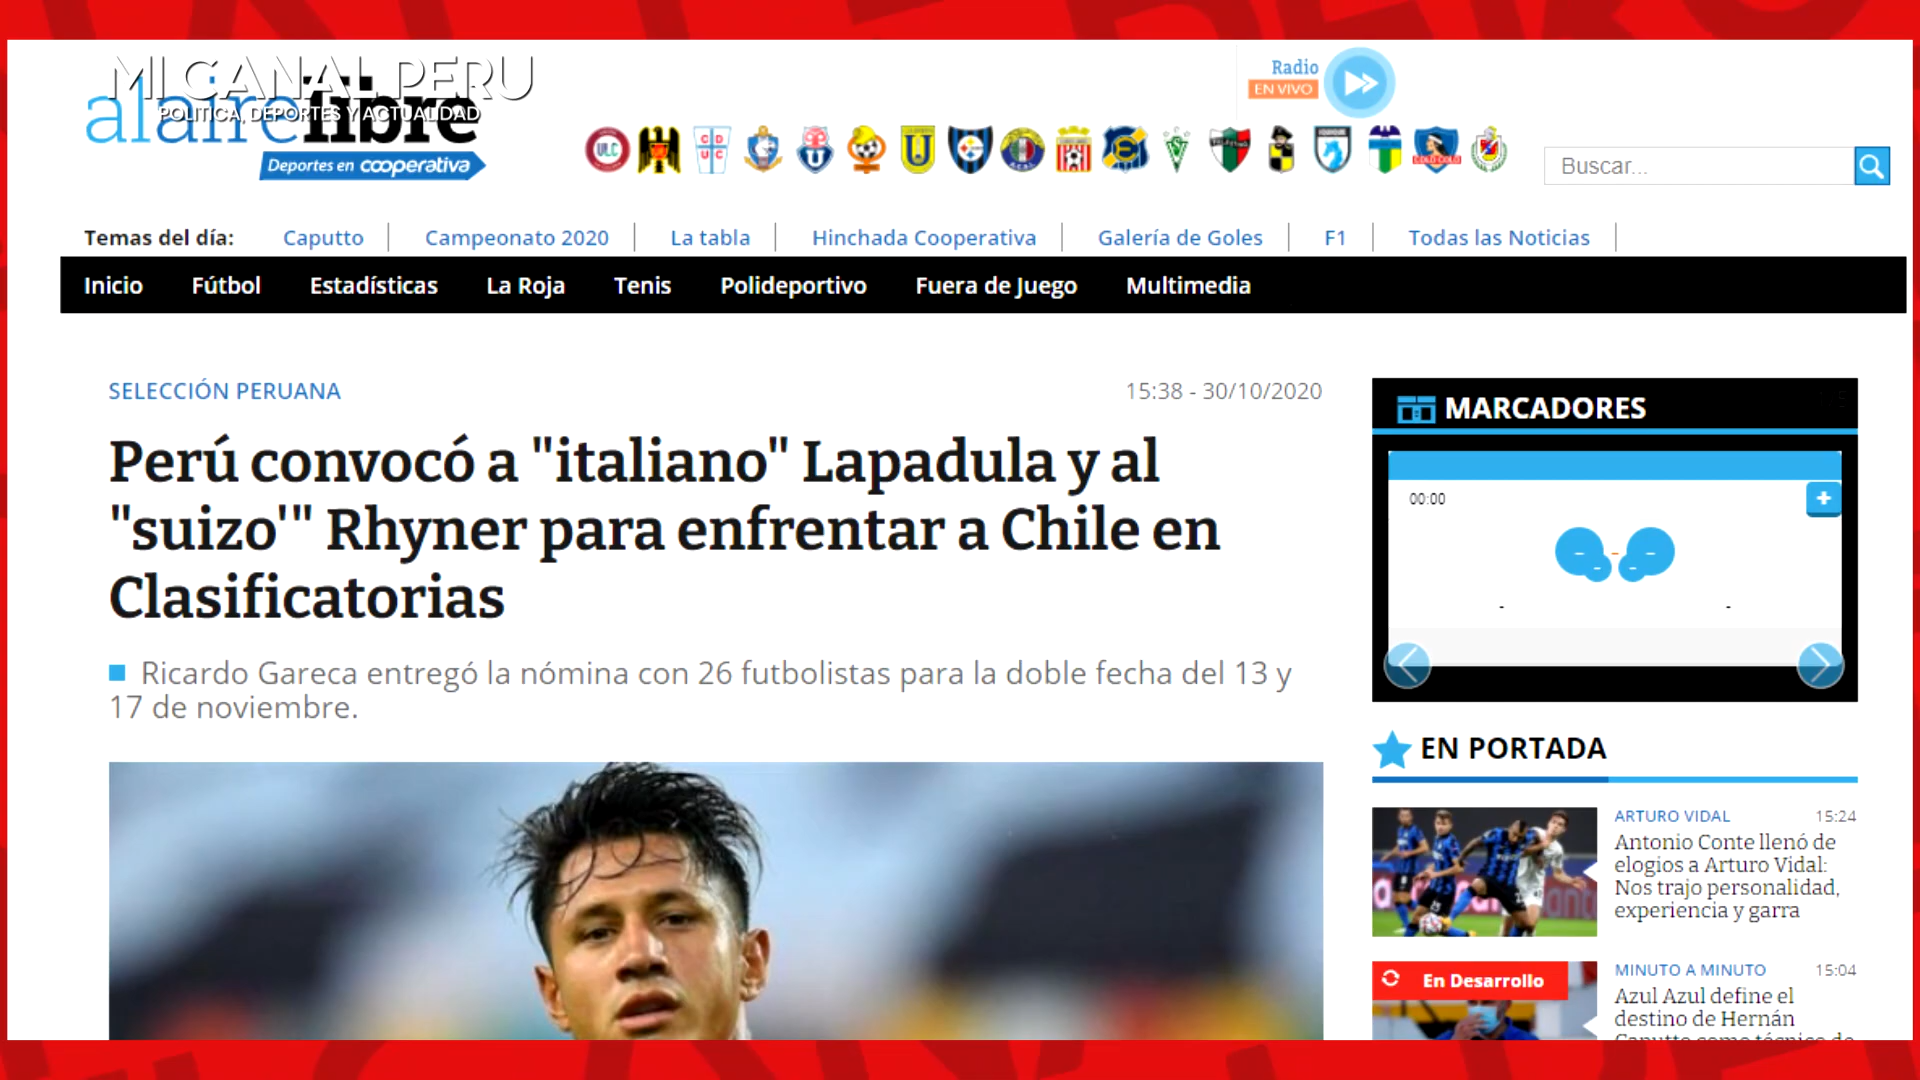 MI CANAL PERU
POLITICA, DEPORTES Y ACTUALIDAD
alairelibre
Deportes en cooperativa
Radio
EN VIVO
Buscar...
Temas del día: Caputto Campeonato 2020 La tabla Hinchada Cooperativa Galería de Goles F1 Todas las Noticias
Inicio Fútbol Estadísticas La Roja Tenis Polideportivo Fuera de Juego Multimedia
SELECCIÓN PERUANA 15:38 - 30/10/2020
Perú convocó a "italiano" Lapadula y al
"suizo'" Rhyner para enfrentar a Chile en
Clasificatorias
Ricardo Gareca entregó la nómina con 26 futbolistas para la doble fecha del 13 y
17 de noviembre.
MARCADORES
00:00
+
- - -
- -
- -
EN PORTADA
ARTURO VIDAL 15:24
Antonio Conte llenó de
elogios a Arturo Vidal:
Nos trajo personalidad,
experiencia y garra
En Desarrollo
MINUTO A MINUTO 15:04
Azul Azul define el
destino de Hernán
Caputto como técnico de